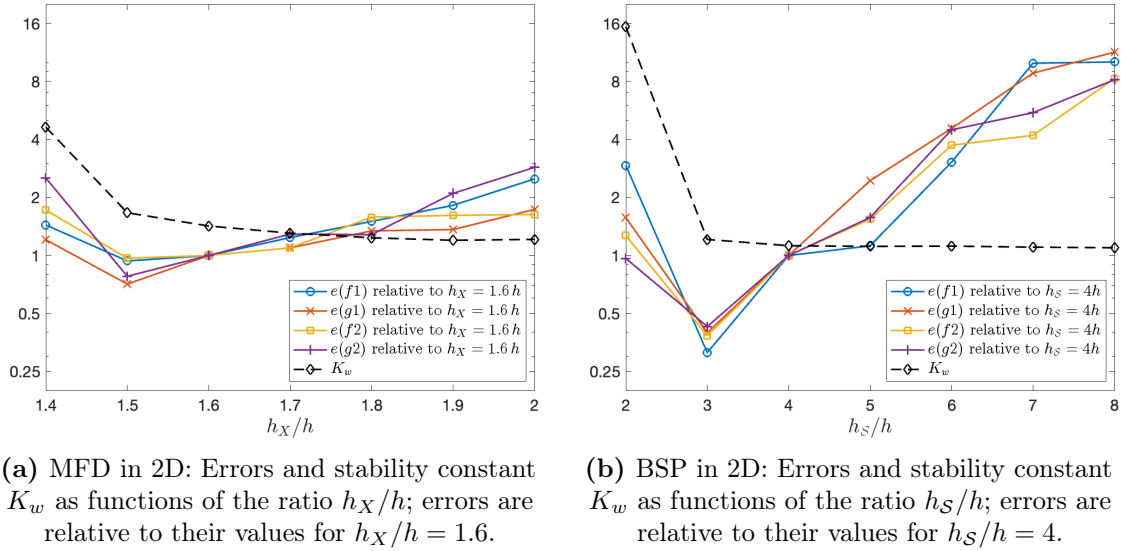 16
8
4
2
1
0.5
0.25
1.4 1.5 1.6 1.7 1.8 1.9 2
h_X/h
e(f1) relative to h_X = 1.6 h
e(g1) relative to h_X = 1.6 h
e(f2) relative to h_X = 1.6 h
e(g2) relative to h_X = 1.6 h
K_w
(a) MFD in 2D: Errors and stability constant
K_w as functions of the ratio h_X/h; errors are
relative to their values for h_X/h = 1.6.
16
8
4
2
1
0.5
0.25
2 3 4 5 6 7 8
h_S/h
e(f1) relative to h_S = 4h
e(g1) relative to h_S = 4h
e(f2) relative to h_S = 4h
e(g2) relative to h_S = 4h
K_w
(b) BSP in 2D: Errors and stability constant
K_w as functions of the ratio h_S/h; errors are
relative to their values for h_S/h = 4.